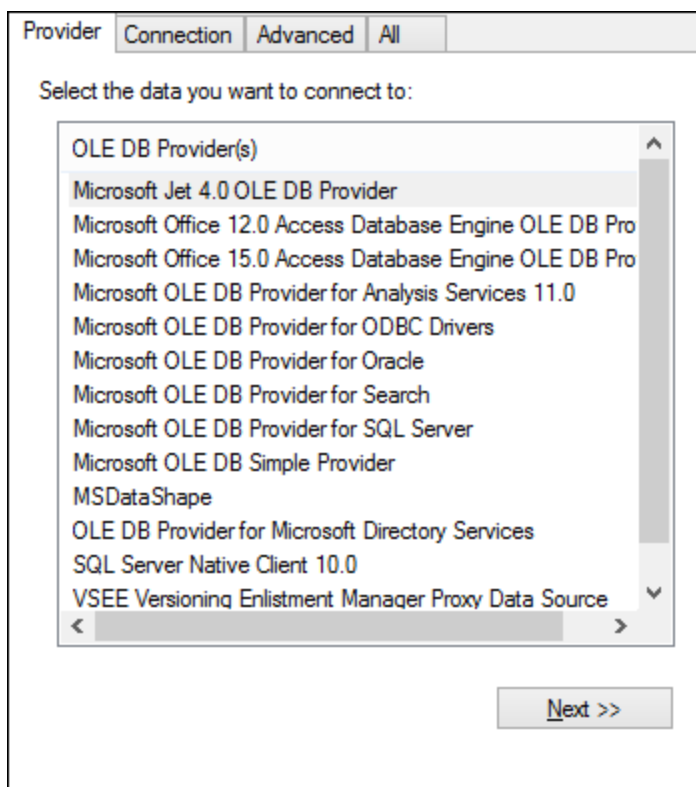 Provider Connection Advanced All
Select the data you want to connect to:
OLE DB Provider(s)
Microsoft Jet 4.0 OLE DB Provider
Microsoft Office 12.0 Access Database Engine OLE DB Pro
Microsoft Office 15.0 Access Database Engine OLE DB Pro
Microsoft OLE DB Provider for Analysis Services 11.0
Microsoft OLE DB Provider for ODBC Drivers
Microsoft OLE DB Provider for Oracle
Microsoft OLE DB Provider for Search
Microsoft OLE DB Provider for SQL Server
Microsoft OLE DB Simple Provider
MSDataShape
OLE DB Provider for Microsoft Directory Services
SQL Server Native Client 10.0
VSEE Versioning Enlistment Manager Proxy Data Source
Next >>